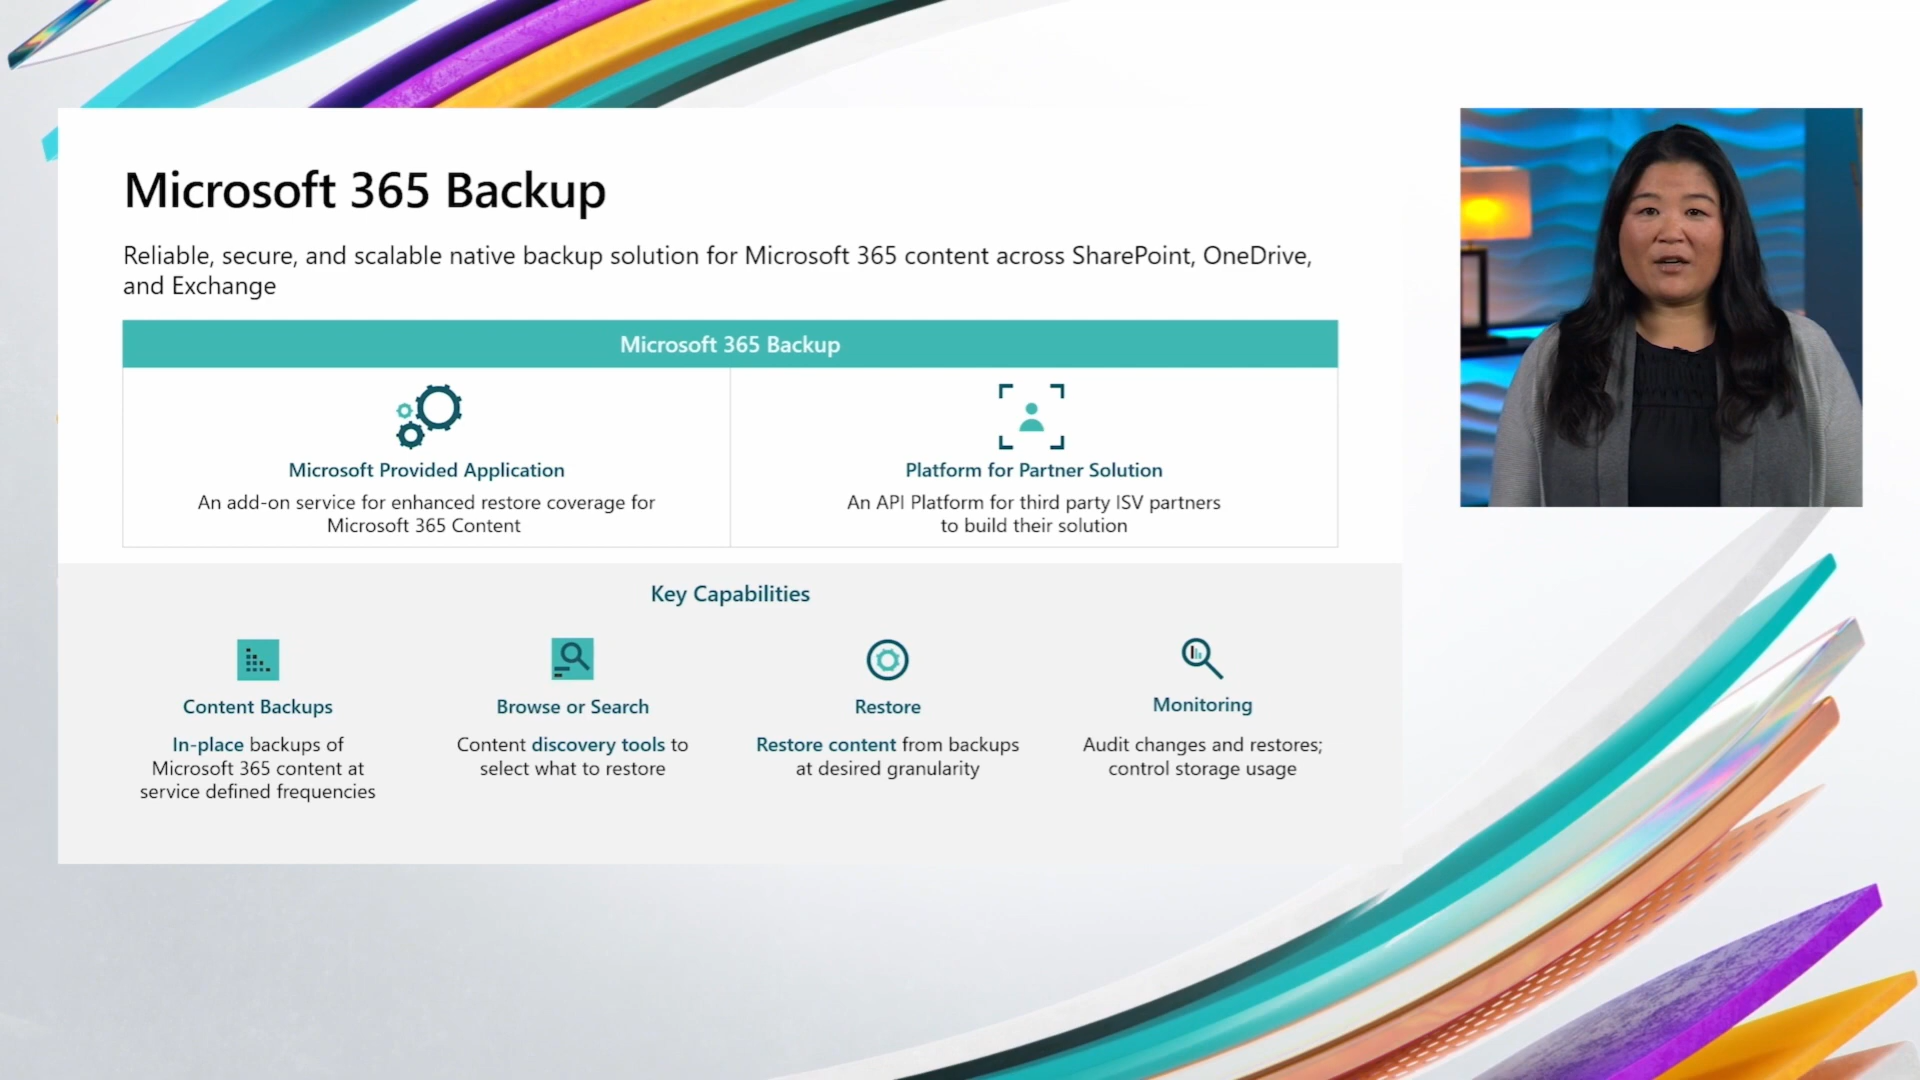 Microsoft 365 Backup
Reliable, secure, and scalable native backup solution for Microsoft 365 content across SharePoint, OneDrive,
and Exchange
Microsoft 365 Backup
Microsoft Provided Application
An add-on service for enhanced restore coverage for
Microsoft 365 Content
Platform for Partner Solution
An API Platform for third party ISV partners
to build their solution
Key Capabilities
Content Backups
In-place backups of
Microsoft 365 content at
service defined frequencies
Browse or Search
Content discovery tools to
select what to restore
Restore
Restore content from backups
at desired granularity
Monitoring
Audit changes and restores;
control storage usage